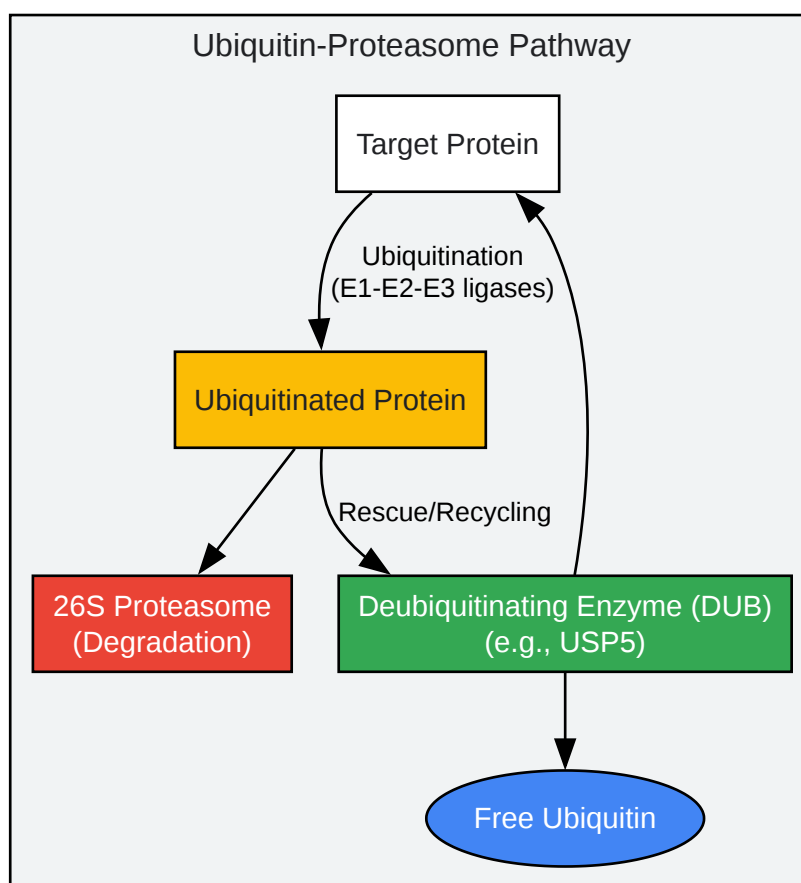 Ubiquitin-Proteasome Pathway
Target Protein
Ubiquitination
(E1-E2-E3 ligases)
Ubiquitinated Protein
Rescue/Recycling
26S Proteasome
(Degradation)
Deubiquitinating Enzyme (DUB)
(e.g., USP5)
Free Ubiquitin